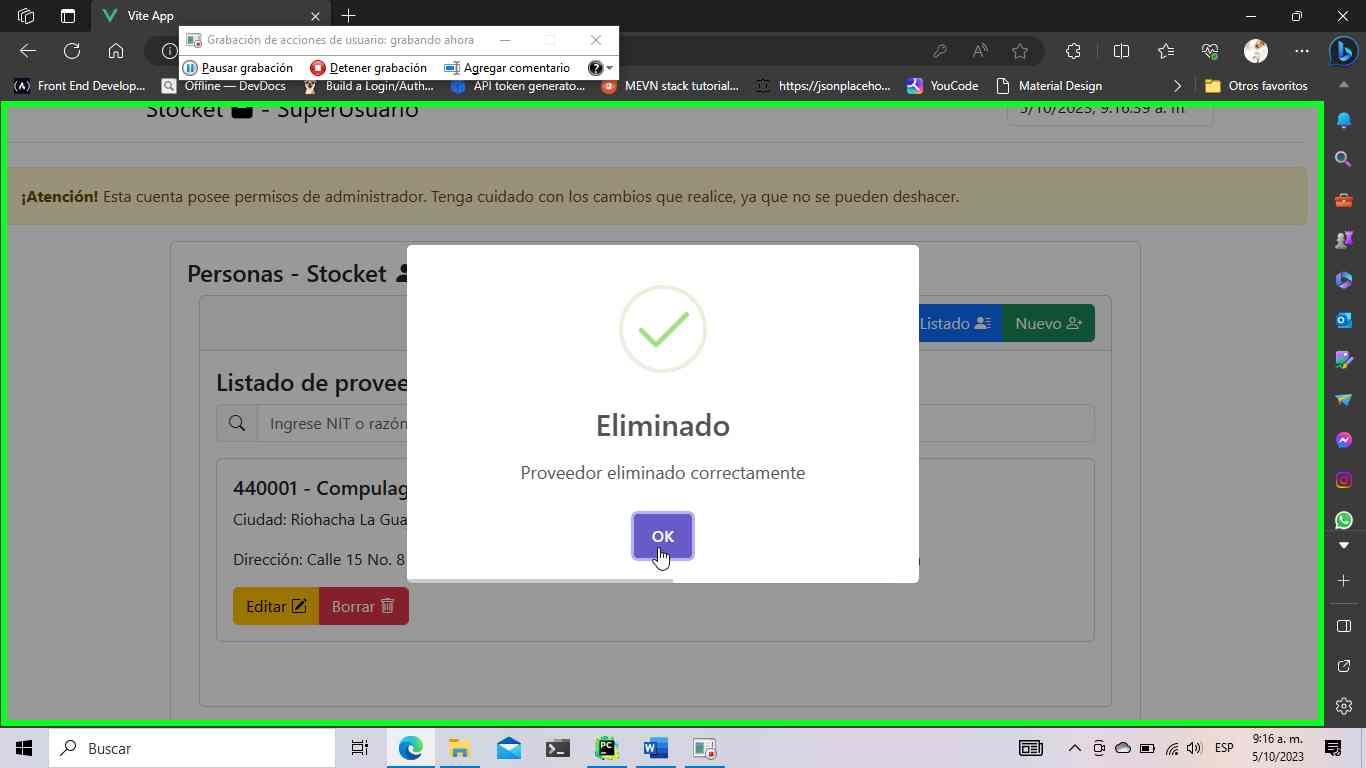 Vite App
Grabación de acciones de usuario: grabando ahora
Pausar grabación
Detener grabación
Agregar comentario
Front End Develop...
Offline — DevDocs
Build a Login/Auth...
API token generato...
MEVN stack tutorial...
https://jsonplaceho...
YouCode
Material Design
Otros favoritos
Stocket - SuperUsuario
5/10/2023, 9:16:39 a. m.
¡Atención! Esta cuenta posee permisos de administrador. Tenga cuidado con los cambios que realice, ya que no se pueden deshacer.
Personas - Stocket
Listado
Nuevo
Listado de provee
Ingrese NIT o razón
440001 - Compulag
Ciudad: Riohacha La Gua
Dirección: Calle 15 No. 8
Editar
Borrar
Eliminado
Proveedor eliminado correctamente
OK
Buscar
ESP
9:16 a. m.
5/10/2023